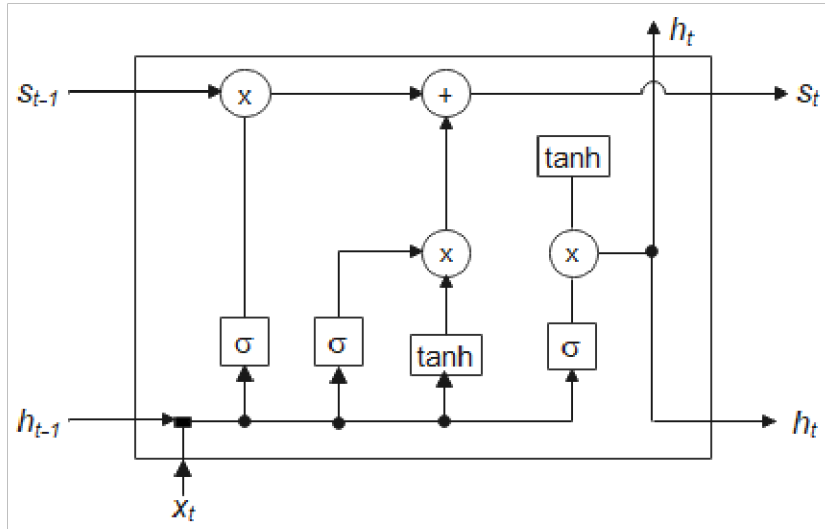 h_t
s_{t-1}
x
+
s_t
tanh
x
x
σ
σ
tanh
σ
h_{t-1}
h_t
x_t